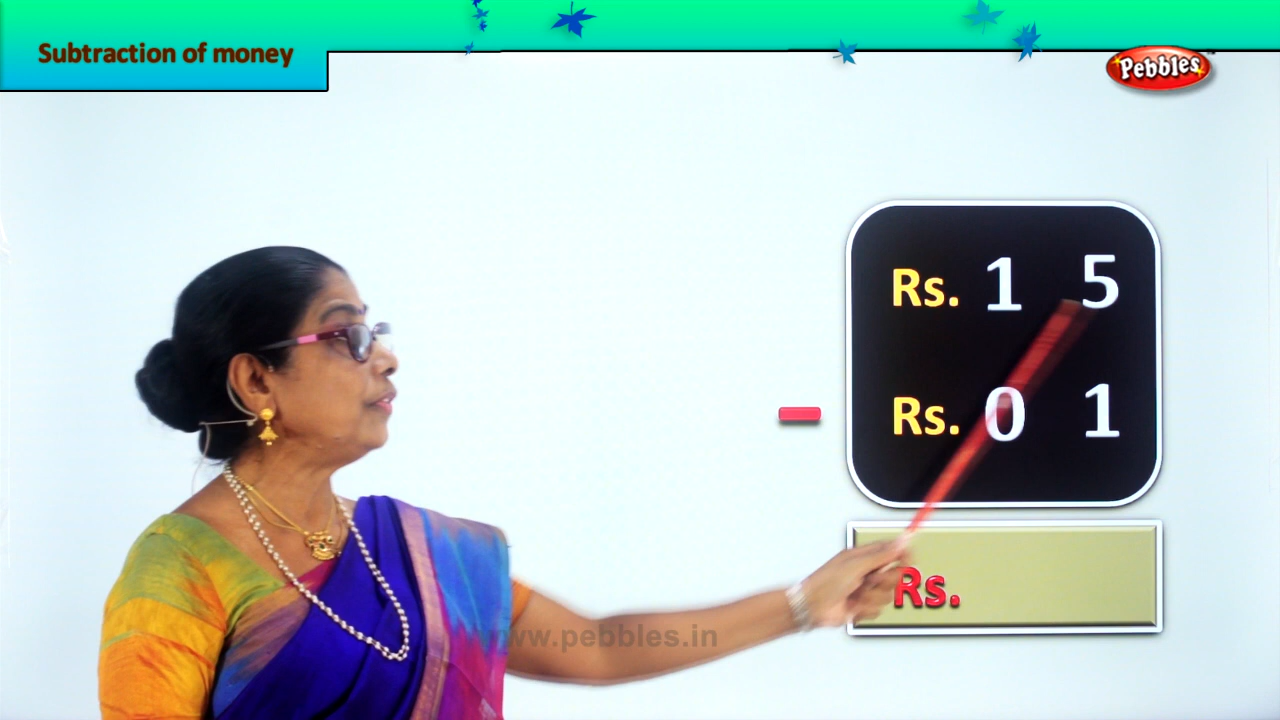 Subtraction of money
Pebbles
Rs. 1 5
- Rs. 0 1
Rs.
www.pebbles.in